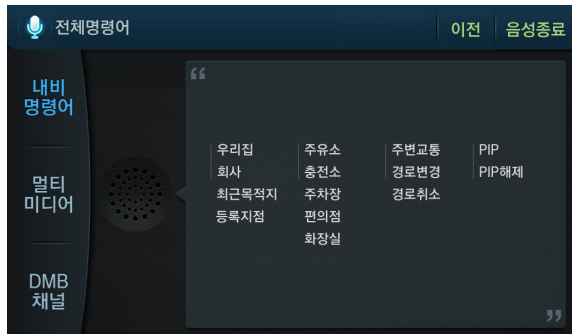 전체명령어
이전 음성종료
내비
명령어
멀티
미디어
DMB
채널
우리집
회사
최근목적지
등록지점
주유소
충전소
주차장
편의점
화장실
주변교통
경로변경
경로취소
PIP
PIP해제